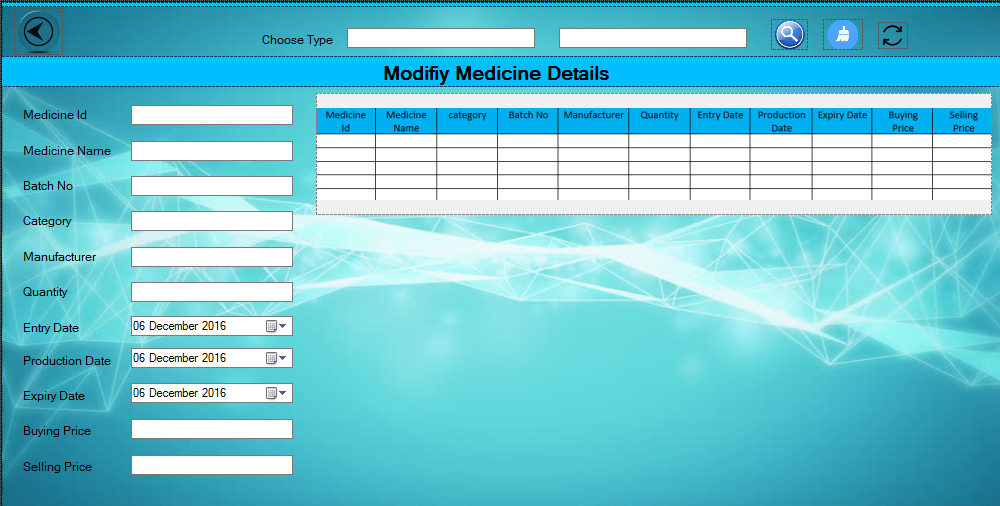 Choose Type
Modifiy Medicine Details
Medicine Id
Medicine Name
Batch No
Category
Manufacturer
Quantity
Entry Date 06 December 2016
Production Date 06 December 2016
Expiry Date 06 December 2016
Buying Price
Selling Price
Medicine Id Medicine Name category Batch No Manufacturer Quantity Entry Date Production Date Expiry Date Buying Price Selling Price